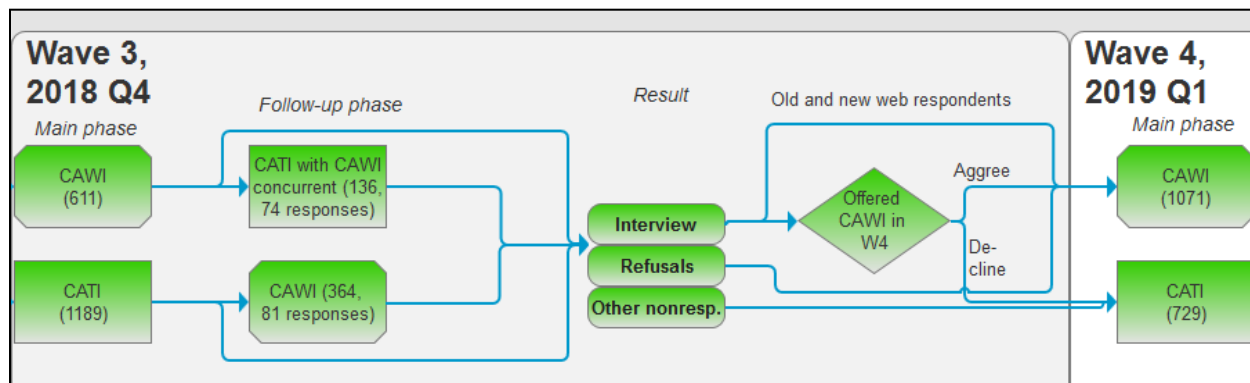 Wave 3,
2018 Q4
Main phase
Follow-up phase
Result
Old and new web respondents
Wave 4,
2019 Q1
Main phase
CAWI
(611)
CATI with CAWI
concurrent (136,
74 responses)
Interview
Refusals
Other nonresp.
Offered
CAWI in
W4
Aggree
De-
cline
CAWI
(1071)
CATI
(1189)
CAWI (364,
81 responses)
CATI
(729)